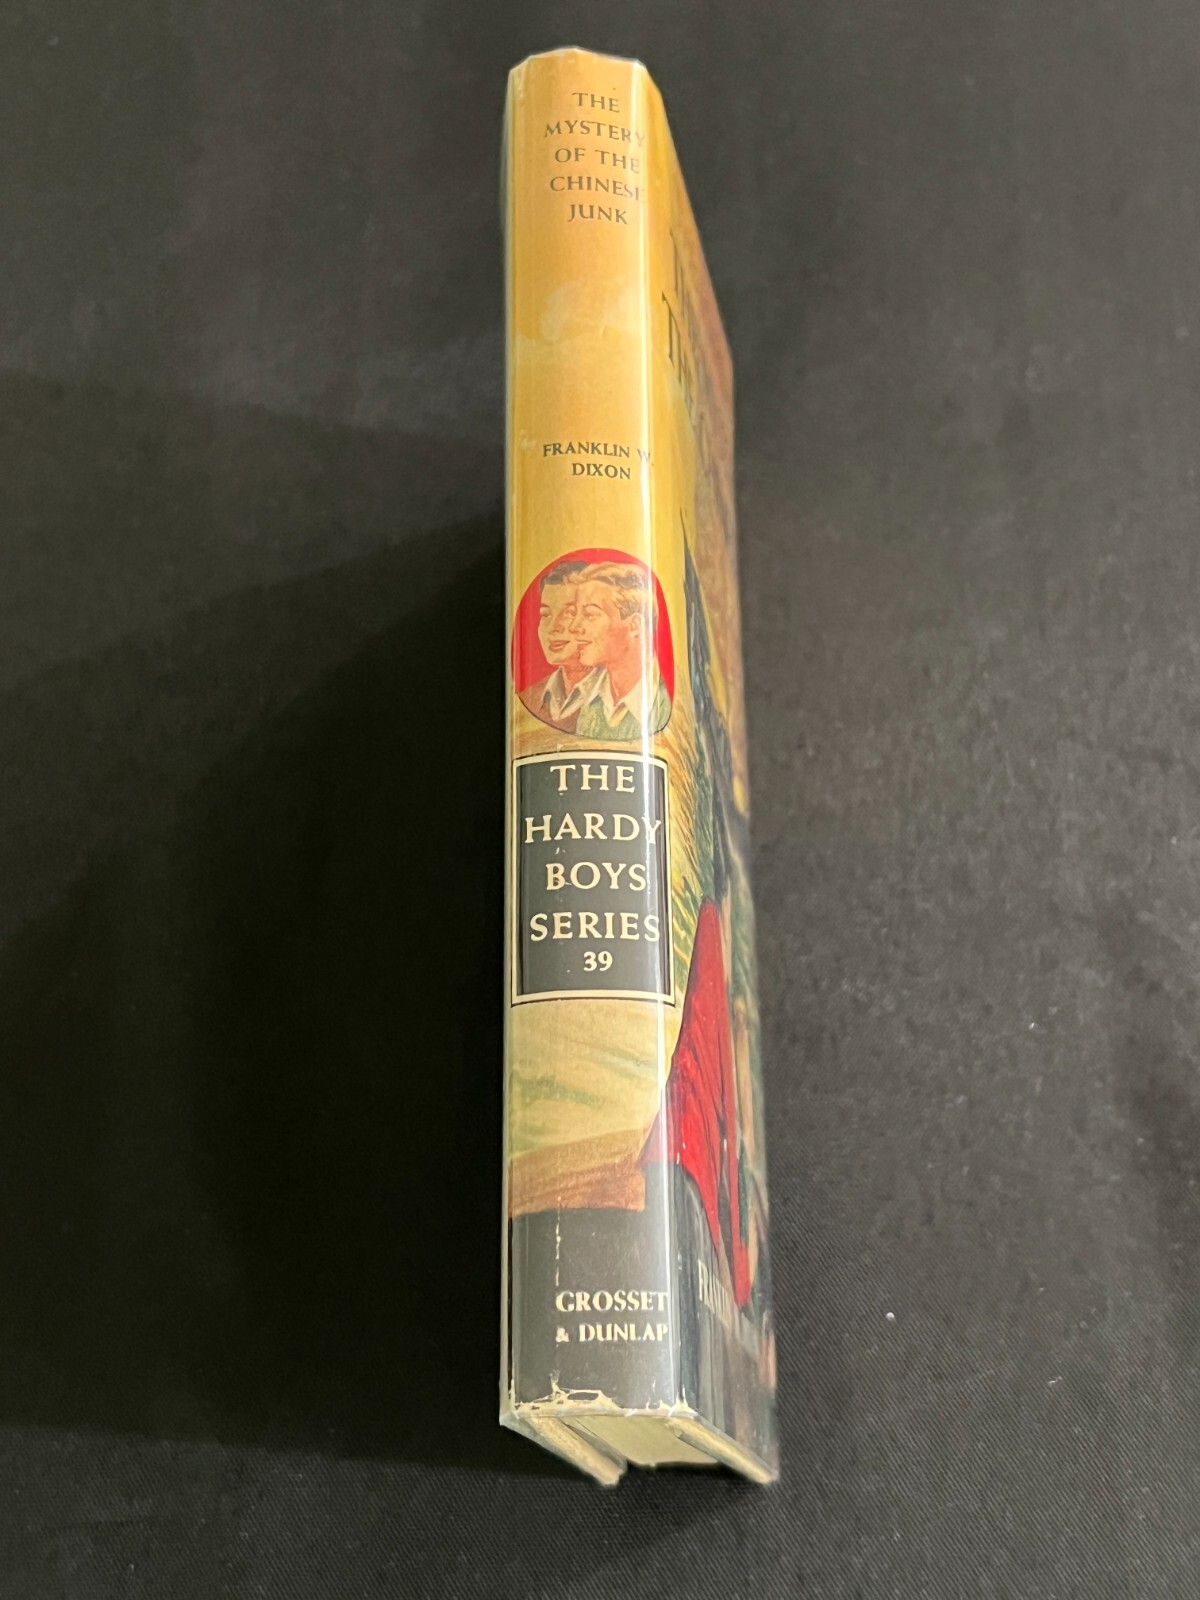 THE
MYSTERY
OF THE
CHINESE
JUNK
FRANKLIN W.
DIXON
THE
HARDY
BOYS
SERIES
39
GROSSET
& DUNLAP